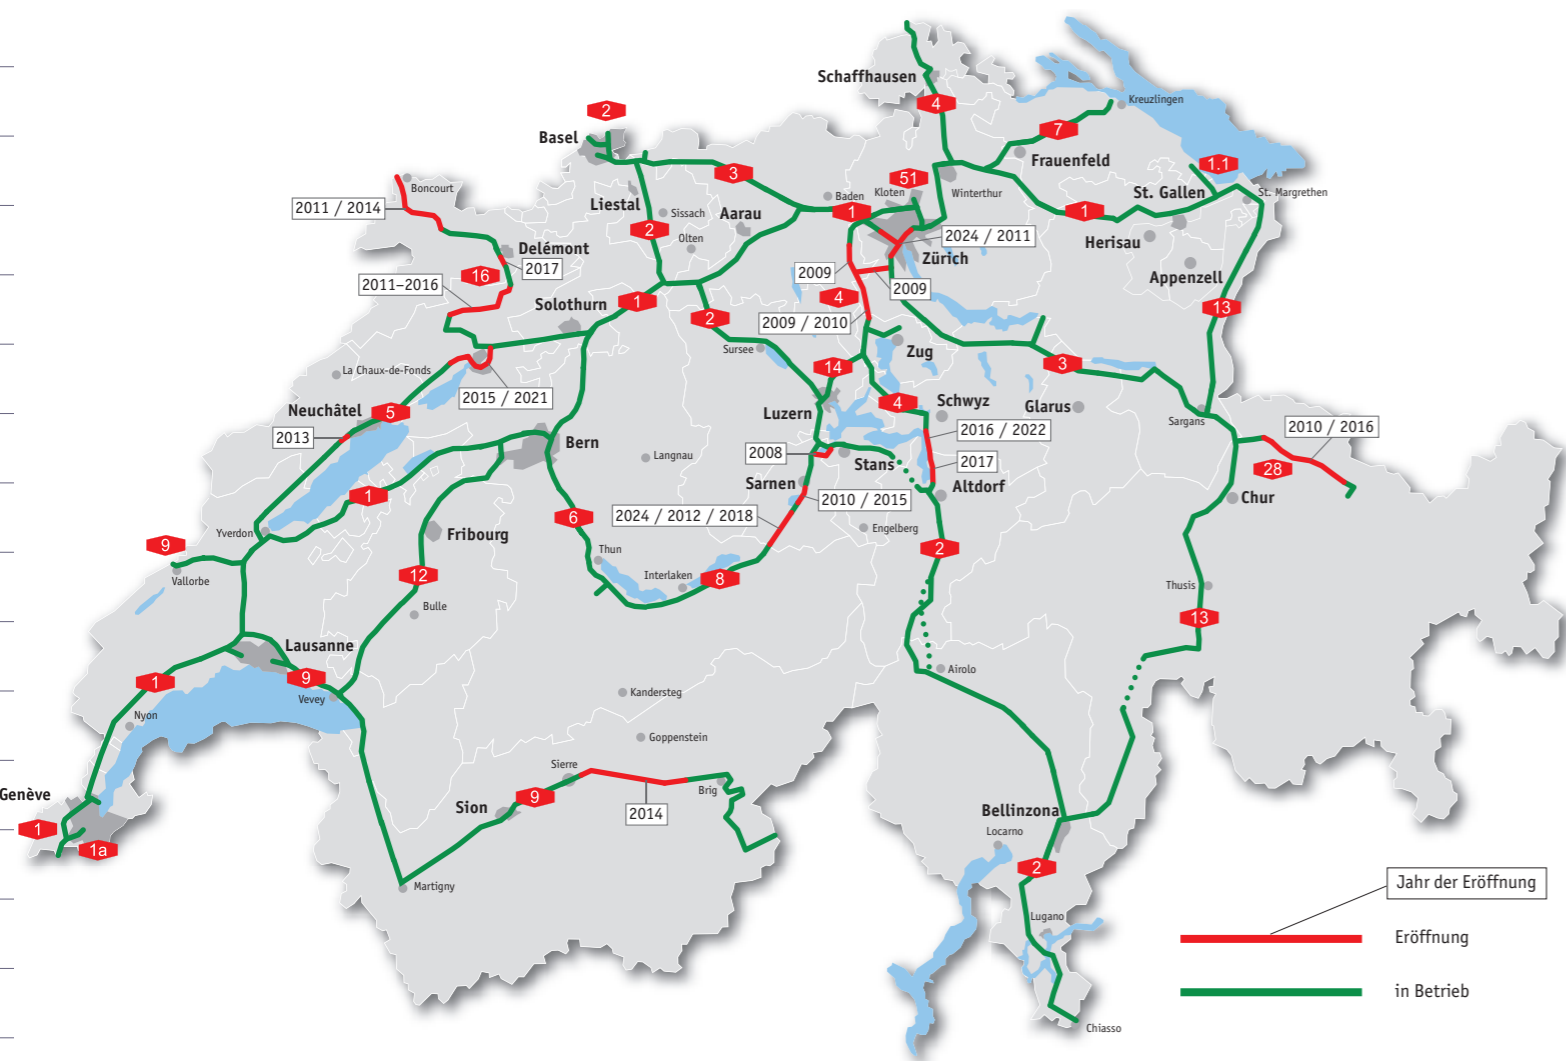 Schaffhausen
4
Kreuzlingen
2
Basel
7
Frauenfeld
1.1
3
51
Boncourt
Baden
Kloten
Winterthur
St. Gallen
St. Margrethen
2011 / 2014
Liestal
Sissach
Aarau
1
1
2
Olten
2024 / 2011
Herisau
Delémont
Zürich
16
2017
2009
Appenzell
2011–2016
2009
Solothurn
1
4
13
2
2009 / 2010
Sursee
Zug
La Chaux-de-Fonds
14
3
2015 / 2021
Luzern
4
Schwyz
Glarus
Neuchâtel
5
Sargans
2013
2016 / 2022
2010 / 2016
Bern
2008
Langnau
Stans
2017
28
Sarnen
Altdorf
1
2010 / 2015
Chur
2024 / 2012 / 2018
6
Engelberg
Yverdon
Fribourg
9
Thun
2
Vallorbe
12
Interlaken
8
Thusis
Bulle
13
Lausanne
1
9
Airolo
Vevey
Kandersteg
Nyon
Goppenstein
Sierre
Genève
Sion
9
Brig
2014
Bellinzona
1
Locarno
1a
2
Martigny
Jahr der Eröffnung
Lugano
Eröffnung
in Betrieb
Chiasso